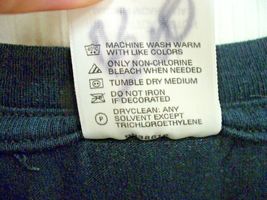 MACHINE WASH WARM
WITH LIKE COLORS
ONLY NON-CHLORINE
BLEACH WHEN NEEDED
TUMBLE DRY MEDIUM
DO NOT IRON
IF DECORATED
DRYCLEAN: ANY
SOLVENT EXCEPT
TRICHLOROETHYLENE